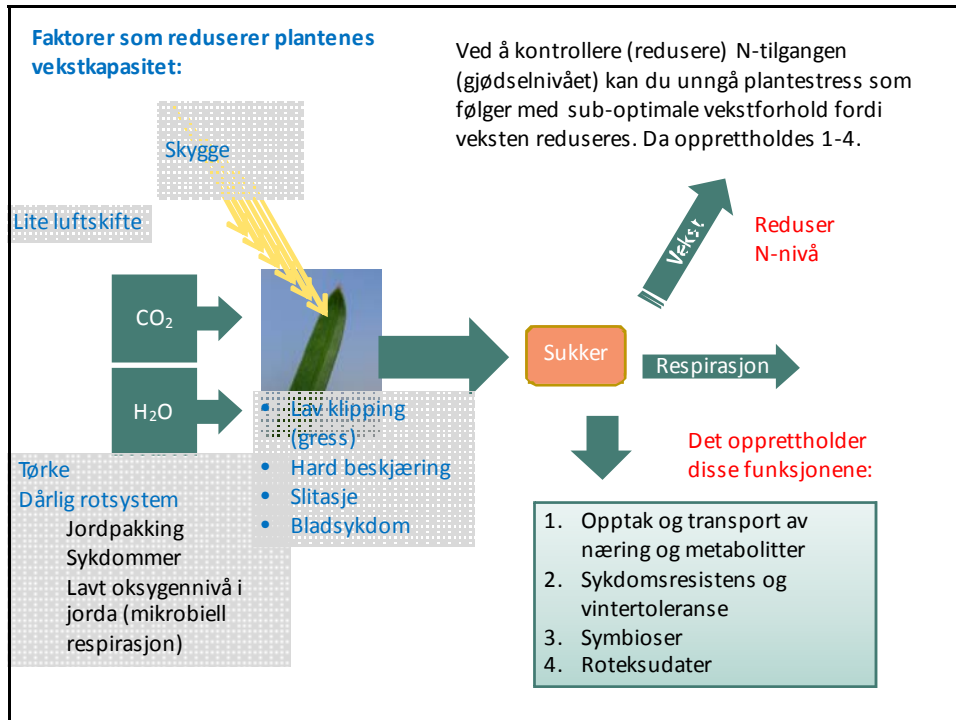 Faktorer som reduserer plantenes
vekstkapasitet:
Ved å kontrollere (redusere) N-tilgangen
(gjødselnivået) kan du unngå plantestress som
følger med sub-optimale vekstforhold fordi
veksten reduseres. Da opprettholdes 1-4.
Skygge
Lite luftskifte
Vekst
Reduser
N-nivå
CO₂
H₂O
Sukker
Respirasjon
• Lav klipping
(gress)
• Hard beskjæring
• Slitasje
• Bladsykdom
Tørke
Dårlig rotsystem
Jordpakking
Sykdommer
Lavt oksygennivå i
jorda (mikrobiell
respirasjon)
Det opprettholder
disse funksjonene:
1. Opptak og transport av
næring og metabolitter
2. Sykdomsresistens og
vintertoleranse
3. Symbioser
4. Roteksudater